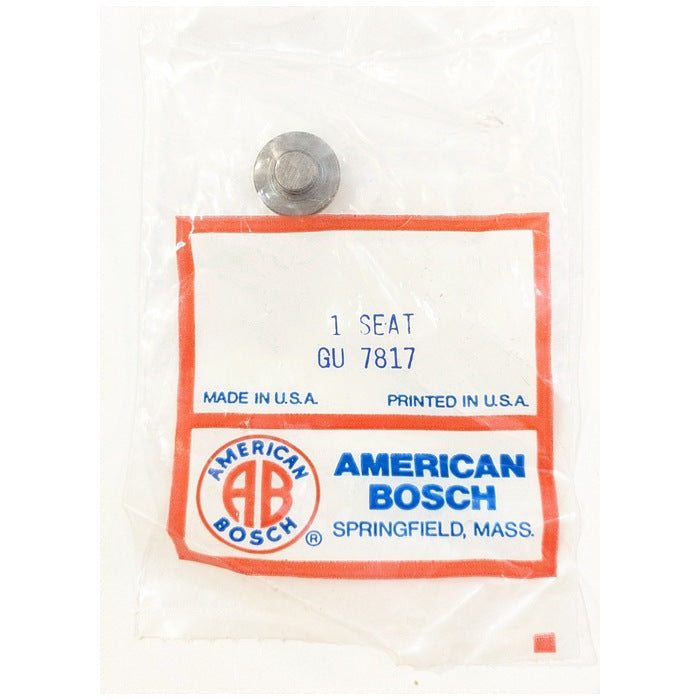 1 SEAT
GU 7817
MADE IN U.S.A.
PRINTED IN U.S.A.
AMERICAN
AB
BOSCH
®
AMERICAN
BOSCH
SPRINGFIELD, MASS.